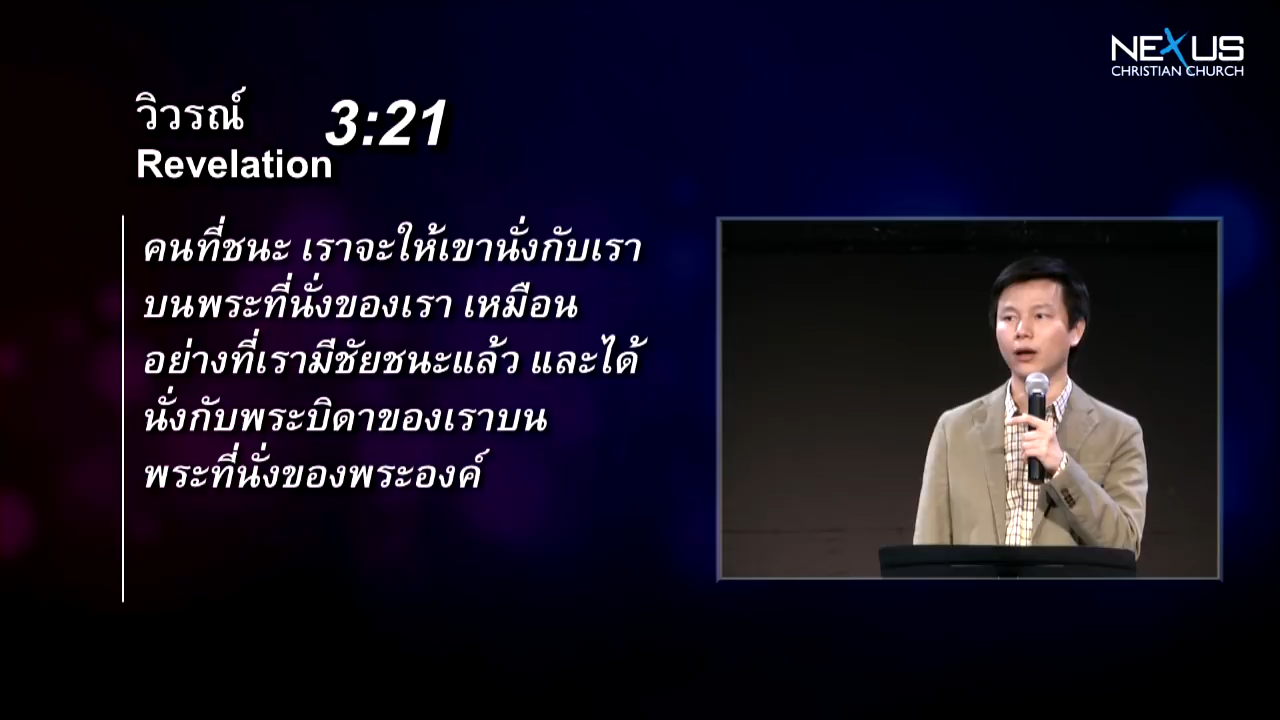 NEXUS
CHRISTIAN CHURCH
วิวรณ์ 3:21
Revelation
คนที่ชนะ เราจะให้เขานั่งกับเรา
บนพระที่นั่งของเรา เหมือน
อย่างที่เรามีชัยชนะแล้ว และได้
นั่งกับพระบิดาของเราบน
พระที่นั่งของพระองค์